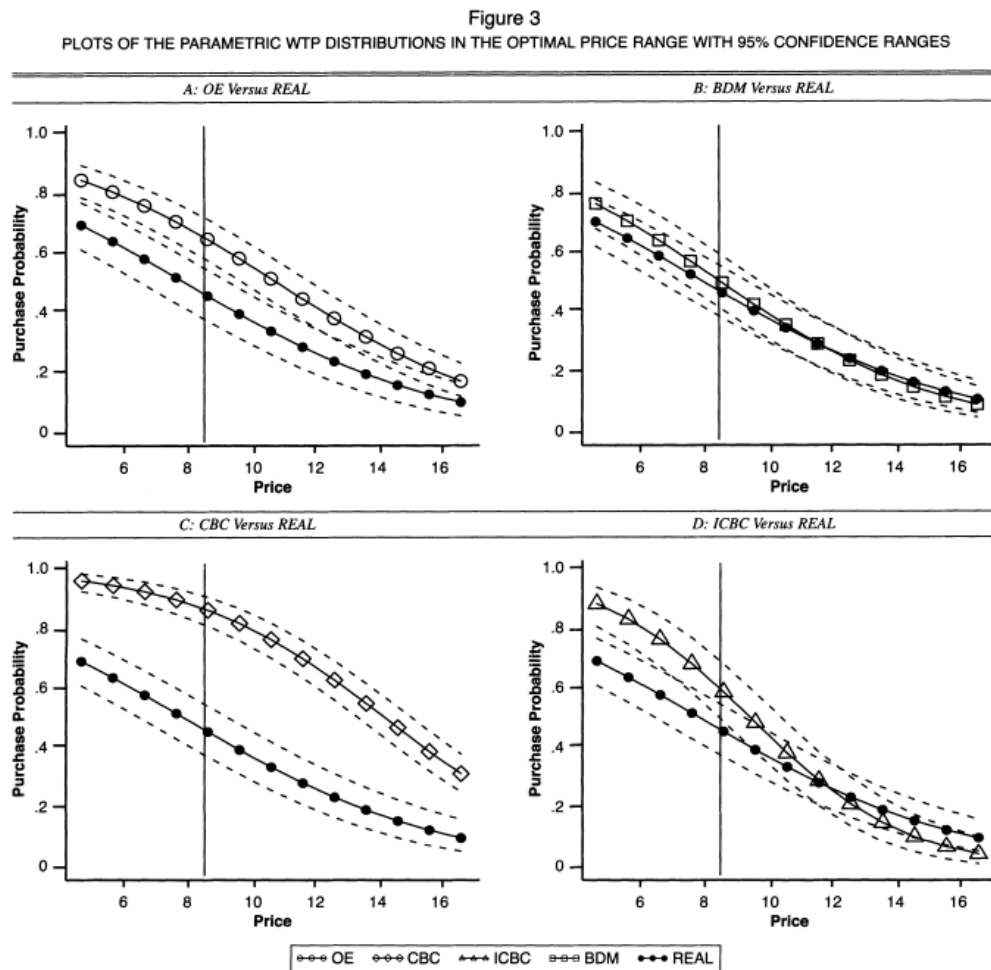 Figure 3
PLOTS OF THE PARAMETRIC WTP DISTRIBUTIONS IN THE OPTIMAL PRICE RANGE WITH 95% CONFIDENCE RANGES
A: OE Versus REAL
B: BDM Versus REAL
1.0
.8
.6
.4
.2
0
Purchase Probability
6 8 10 12 14 16
Price
1.0
.8
.6
.4
.2
0
Purchase Probability
6 8 10 12 14 16
Price
C: CBC Versus REAL
D: ICBC Versus REAL
1.0
.8
.6
.4
.2
0
Purchase Probability
6 8 10 12 14 16
Price
1.0
.8
.6
.4
.2
0
Purchase Probability
6 8 10 12 14 16
Price
OE CBC ICBC BDM REAL